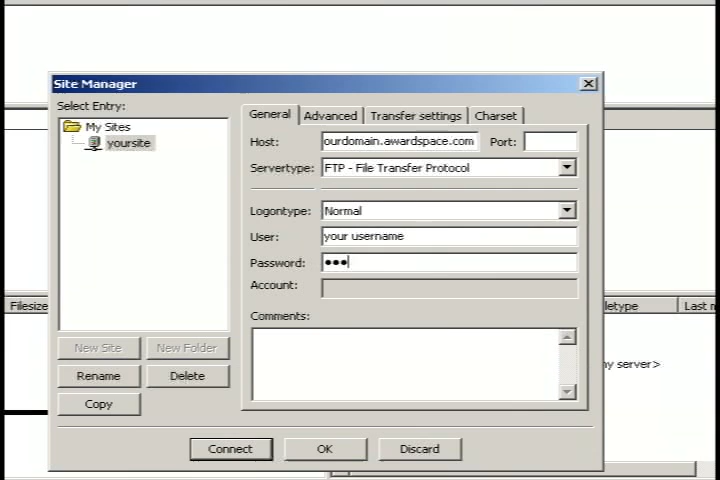 Site Manager
Select Entry:
My Sites
yoursite
New Site
New Folder
Rename
Delete
Copy
General
Advanced
Transfer settings
Charset
Host:
ourdomain.awardspace.com
Port:
Servertype:
FTP - File Transfer Protocol
Logontype:
Normal
User:
your username
Password:
●●●
Account:
Comments:
Connect
OK
Discard
Filesize
letype
Last m
ny server>